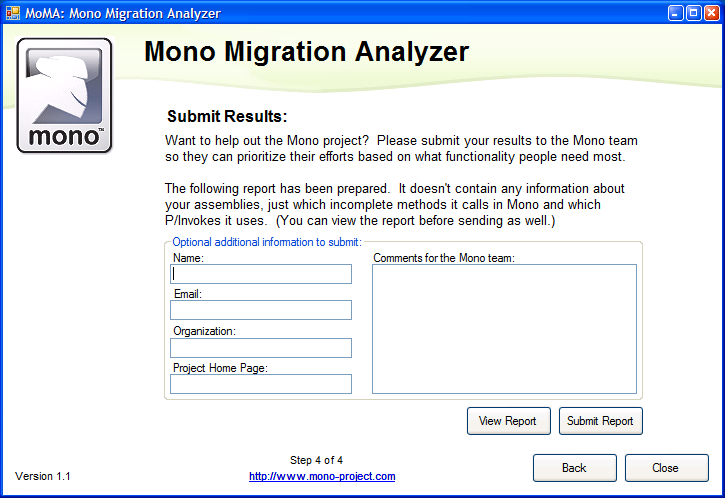 MoMA: Mono Migration Analyzer
Mono Migration Analyzer
mono™
Submit Results:
Want to help out the Mono project?  Please submit your results to the Mono team
so they can prioritize their efforts based on what functionality people need most.
The following report has been prepared.  It doesn't contain any information about
your assemblies, just which incomplete methods it calls in Mono and which
P/Invokes it uses.  (You can view the report before sending as well.)
Optional additional information to submit:
Name:
Comments for the Mono team:
Email:
Organization:
Project Home Page:
View Report
Submit Report
Step 4 of 4
Back
Close
Version 1.1
http://www.mono-project.com